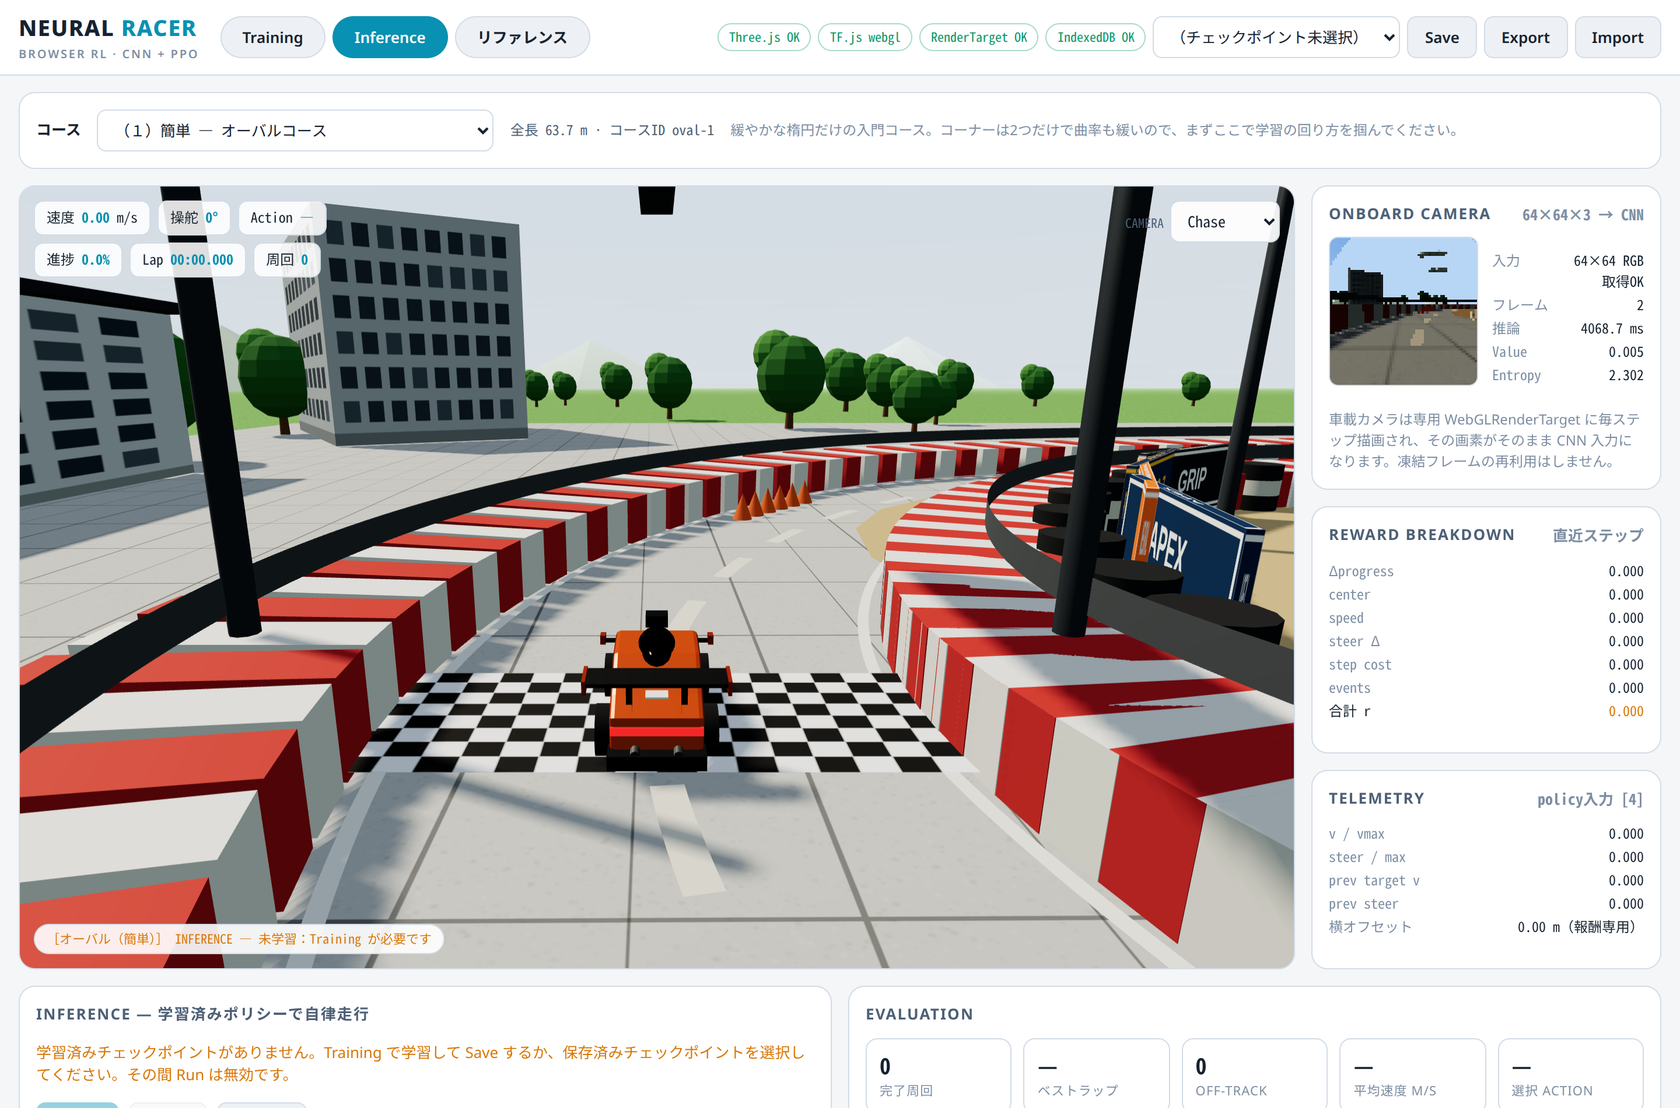 NEURAL RACER
BROWSER RL · CNN + PPO
Training
Inference
リファレンス
Three.js OK
TF.js webgl
RenderTarget OK
IndexedDB OK
（チェックポイント未選択）
Save
Export
Import
コース
（1）簡単 — オーバルコース
全長 63.7 m · コースID oval-1
緩やかな楕円だけの入門コース。コーナーは2つだけで曲率も緩いので、まずここで学習の回り方を掴んでください。
速度 0.00 m/s
操舵 0°
Action —
進捗 0.0%
Lap 00:00.000
周回 0
CAMERA
Chase
GRIP
APEX
［オーバル（簡単）］ INFERENCE — 未学習：Training が必要です
ONBOARD CAMERA
64×64×3 → CNN
入力 64×64 RGB
取得OK
フレーム 2
推論 4068.7 ms
Value 0.005
Entropy 2.302
車載カメラは専用 WebGLRenderTarget に毎ステ
ップ描画され、その画素がそのまま CNN 入力に
なります。凍結フレームの再利用はしません。
REWARD BREAKDOWN
直近ステップ
Δprogress 0.000
center 0.000
speed 0.000
steer Δ 0.000
step cost 0.000
events 0.000
合計 r 0.000
TELEMETRY
policy入力 [4]
v / vmax 0.000
steer / max 0.000
prev target v 0.000
prev steer 0.000
横オフセット 0.00 m（報酬専用）
INFERENCE — 学習済みポリシーで自律走行
学習済みチェックポイントがありません。Training で学習して Save するか、保存済みチェックポイントを選択し
てください。その間 Run は無効です。
EVALUATION
0
完了周回
—
ベストラップ
0
OFF-TRACK
—
平均速度 M/S
—
選択 ACTION